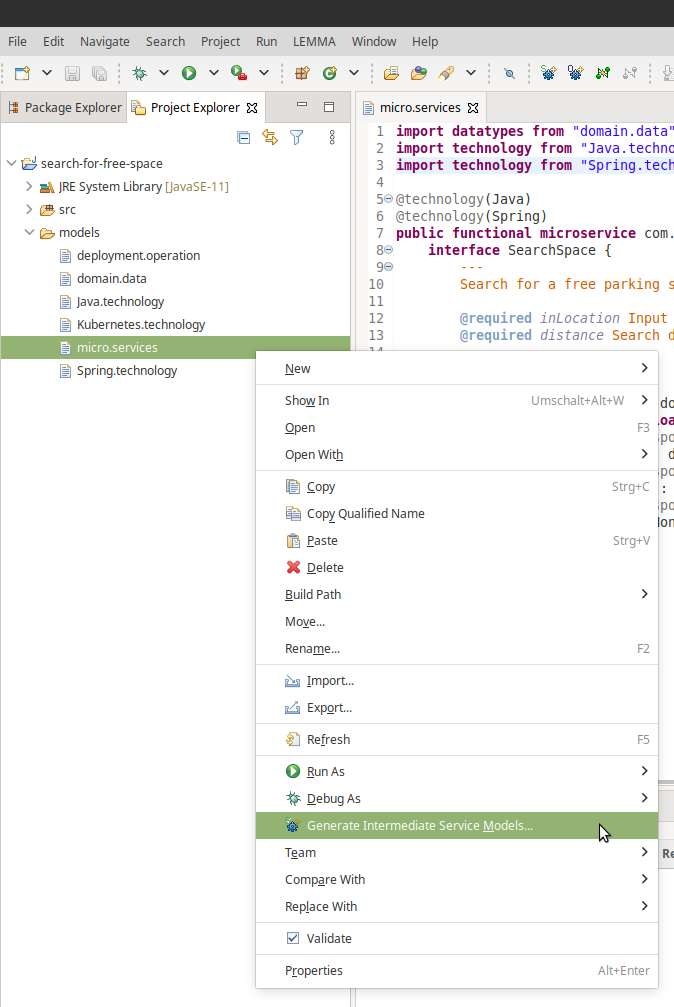 File Edit Navigate Search Project Run LEMMA Window Help
Package Explorer Project Explorer
search-for-free-space
JRE System Library [JavaSE-11]
src
models
deployment.operation
domain.data
Java.technology
Kubernetes.technology
micro.services
Spring.technology
micro.services
1 import datatypes from "domain.data"
2 import technology from "Java.techno
3 import technology from "Spring.tech
4
5 @technology(Java)
6 @technology(Spring)
7 public functional microservice com.
8 interface SearchSpace {
9 ---
10 Search for a free parking s
11
12 @required inLocation Input
13 @required distance Search d
New
Show In Umschalt+Alt+W
Open F3
Open With
Copy Strg+C
Copy Qualified Name
Paste Strg+V
Delete
Build Path
Move...
Rename... F2
Import...
Export...
Refresh F5
Run As
Debug As
Generate Intermediate Service Models...
Team
Compare With
Replace With
Validate
Properties Alt+Enter